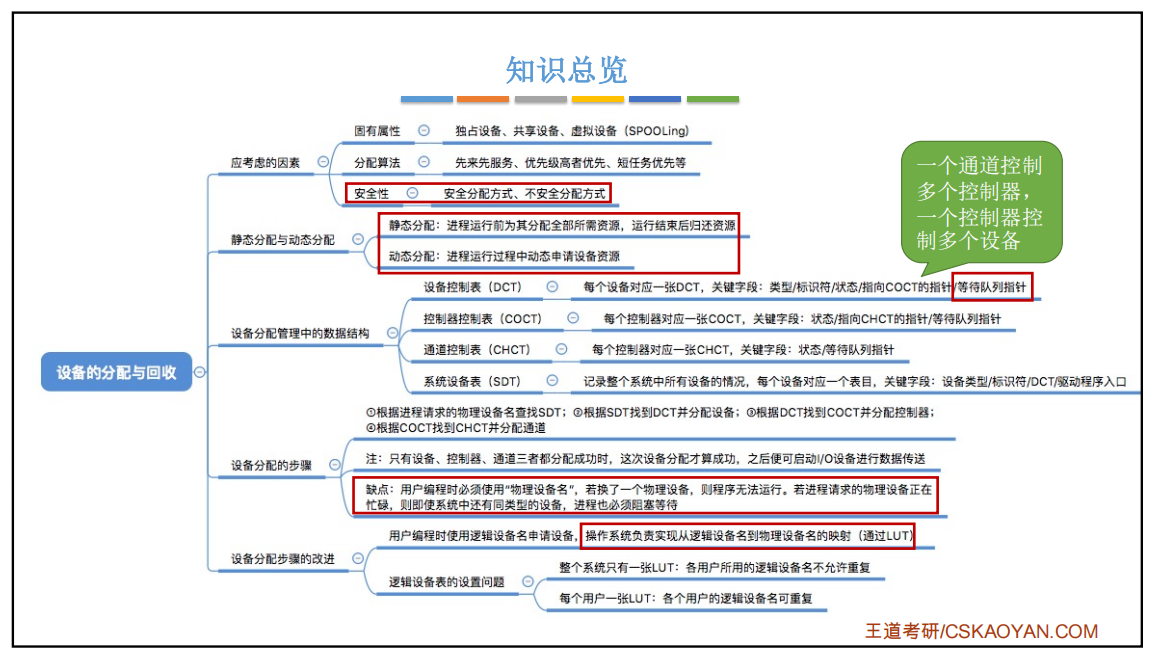 知识总览
固有属性
独占设备、共享设备、虚拟设备（SPOOLing）
应考虑的因素
分配算法
先来先服务、优先级高者优先、短任务优先等
安全性
安全分配方式、不安全分配方式
一个通道控制
多个控制器，
一个控制器控
制多个设备
静态分配与动态分配
静态分配：进程运行前为其分配全部所需资源，运行结束后归还资源
动态分配：进程运行过程中动态申请设备资源
设备分配管理中的数据结构
设备控制表（DCT）
每个设备对应一张DCT，关键字段：类型/标识符/状态/指向COCT的指针/等待队列指针
控制器控制表（COCT）
每个控制器对应一张COCT，关键字段：状态/指向CHCT的指针/等待队列指针
通道控制表（CHCT）
每个控制器对应一张CHCT，关键字段：状态/等待队列指针
系统设备表（SDT）
记录整个系统中所有设备的情况，每个设备对应一个表目，关键字段：设备类型/标识符/DCT/驱动程序入口
设备的分配与回收
设备分配的步骤
①根据进程请求的物理设备名查找SDT；②根据SDT找到DCT并分配设备；③根据DCT找到COCT并分配控制器；
④根据COCT找到CHCT并分配通道
注：只有设备、控制器、通道三者都分配成功时，这次设备分配才算成功，之后便可启动I/O设备进行数据传送
缺点：用户编程时必须使用“物理设备名”，若换了一个物理设备，则程序无法运行。若进程请求的物理设备正在
忙碌，则即使系统中还有同类型的设备，进程也必须阻塞等待
设备分配步骤的改进
用户编程时使用逻辑设备名申请设备，操作系统负责实现从逻辑设备名到物理设备名的映射（通过LUT）
逻辑设备表的设置问题
整个系统只有一张LUT：各用户所用的逻辑设备名不允许重复
每个用户一张LUT：各个用户的逻辑设备名可重复
王道考研/CSKAOYAN.COM